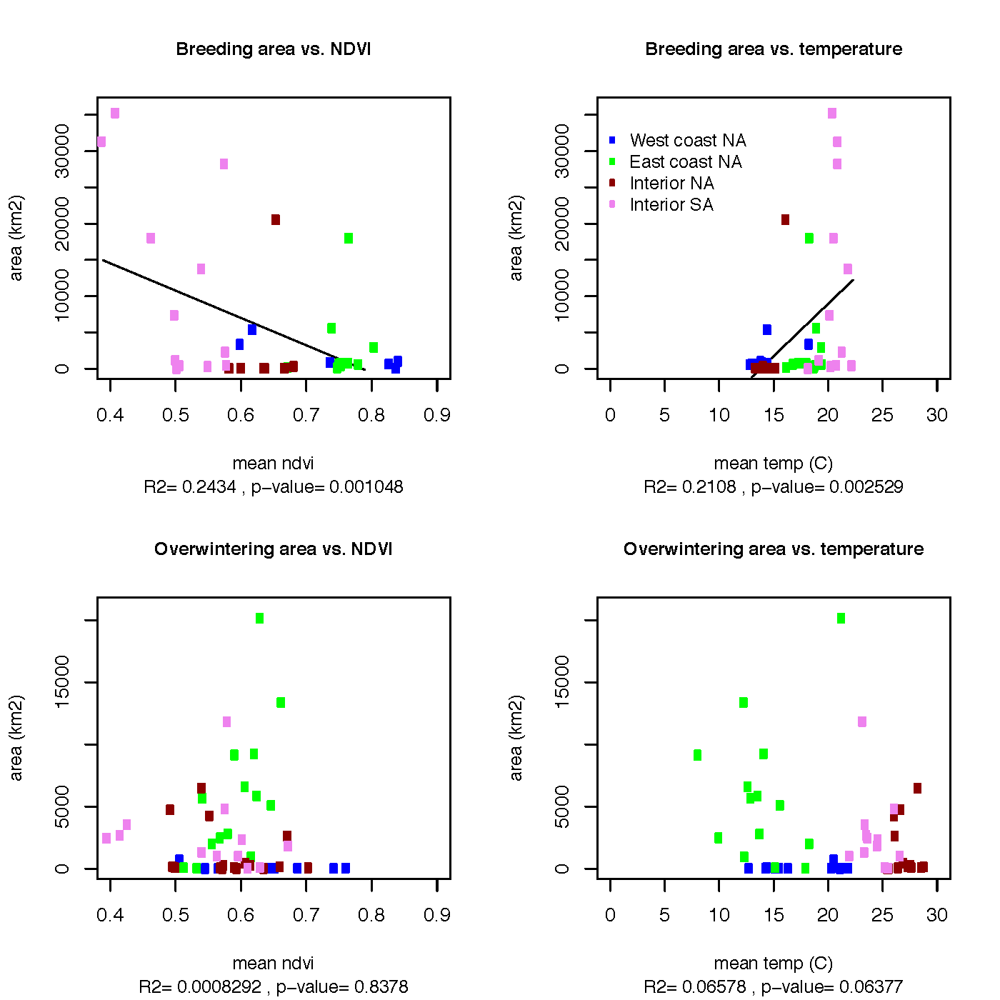 Breeding area vs. NDVI
area (km2)
0 10000 20000 30000
0.4 0.5 0.6 0.7 0.8 0.9
mean ndvi
R2= 0.2434 , p−value= 0.001048
Breeding area vs. temperature
area (km2)
0 10000 20000 30000
West coast NA
East coast NA
Interior NA
Interior SA
0 5 10 15 20 25 30
mean temp (C)
R2= 0.2108 , p−value= 0.002529
Overwintering area vs. NDVI
area (km2)
0 5000 15000
0.4 0.5 0.6 0.7 0.8 0.9
mean ndvi
R2= 0.0008292 , p−value= 0.8378
Overwintering area vs. temperature
area (km2)
0 5000 15000
0 5 10 15 20 25 30
mean temp (C)
R2= 0.06578 , p−value= 0.06377